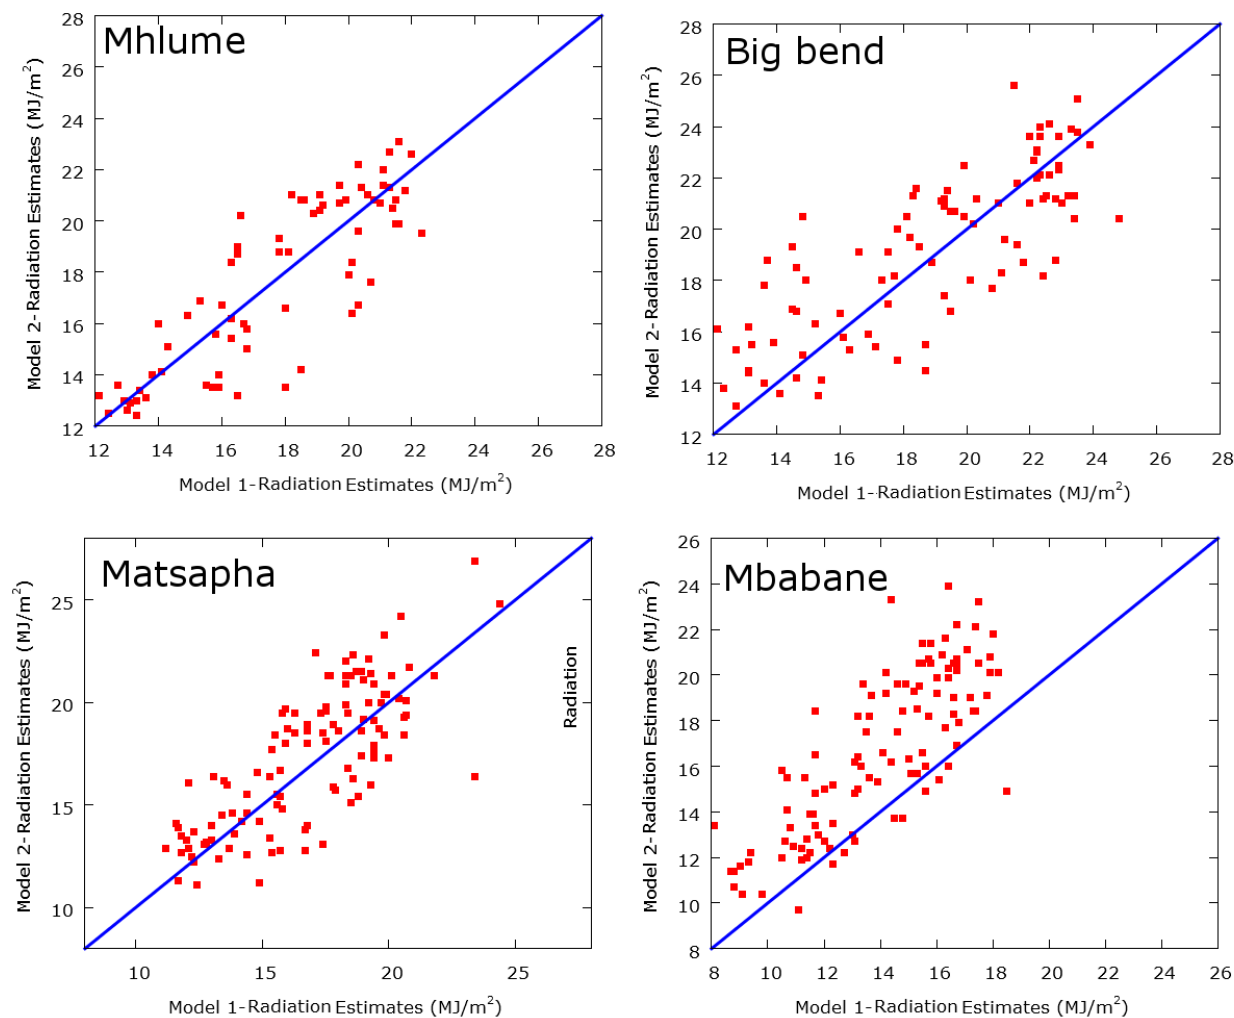 Mhlume
Model 2-Radiation Estimates (MJ/m²)
28
26
24
22
20
18
16
14
12
12 14 16 18 20 22 24 26 28
Model 1-Radiation Estimates (MJ/m²)
Big bend
Model 2-Radiation Estimates (MJ/m²)
28
26
24
22
20
18
16
14
12
12 14 16 18 20 22 24 26 28
Model 1-Radiation Estimates (MJ/m²)
Matsapha
Model 2-Radiation Estimates (MJ/m²)
25
20
15
10
10 15 20 25
Model 1-Radiation Estimates (MJ/m²)
Radiation
Mbabane
Model 2-Radiation Estimates (MJ/m²)
26
24
22
20
18
16
14
12
10
8
8 10 12 14 16 18 20 22 24 26
Model 1-Radiation Estimates (MJ/m²)